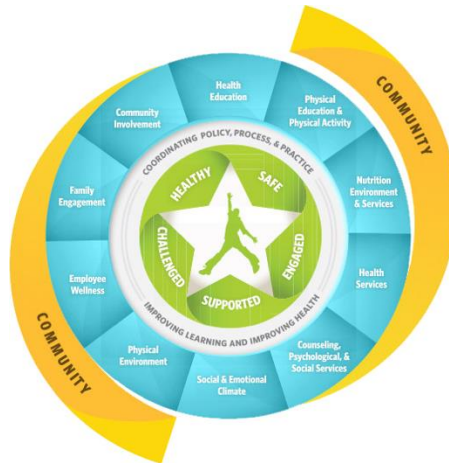 COMMUNITY
Health
Education
Physical
Education &
Physical Activity
Nutrition
Environment
& Services
Health
Services
Counseling,
Psychological, &
Social Services
Social & Emotional
Climate
Physical
Environment
Employee
Wellness
Family
Engagement
Community
Involvement
COORDINATING POLICY, PROCESS, & PRACTICE
IMPROVING LEARNING AND IMPROVING HEALTH
HEALTHY
SAFE
ENGAGED
SUPPORTED
CHALLENGED
COMMUNITY